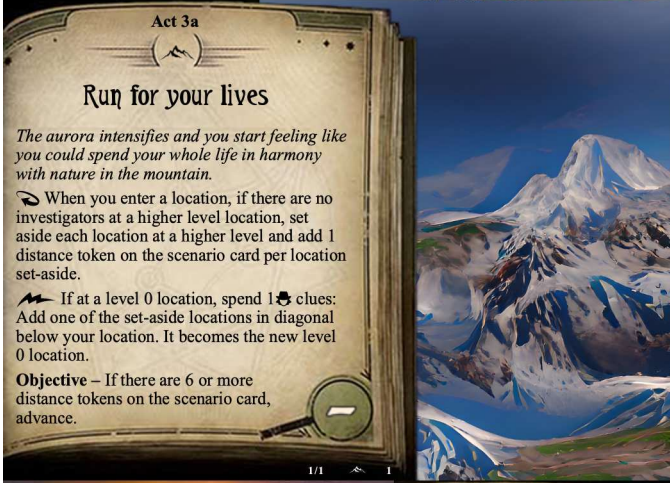 Act 3a
Run for your lives
The aurora intensifies and you start feeling like
you could spend your whole life in harmony
with nature in the mountain.
When you enter a location, if there are no
investigators at a higher level location, set
aside each location at a higher level and add 1
distance token on the scenario card per location
set-aside.
If at a level 0 location, spend 1 clues:
Add one of the set-aside locations in diagonal
below your location. It becomes the new level
0 location.
Objective – If there are 6 or more
distance tokens on the scenario card,
advance.
–
1/1 1